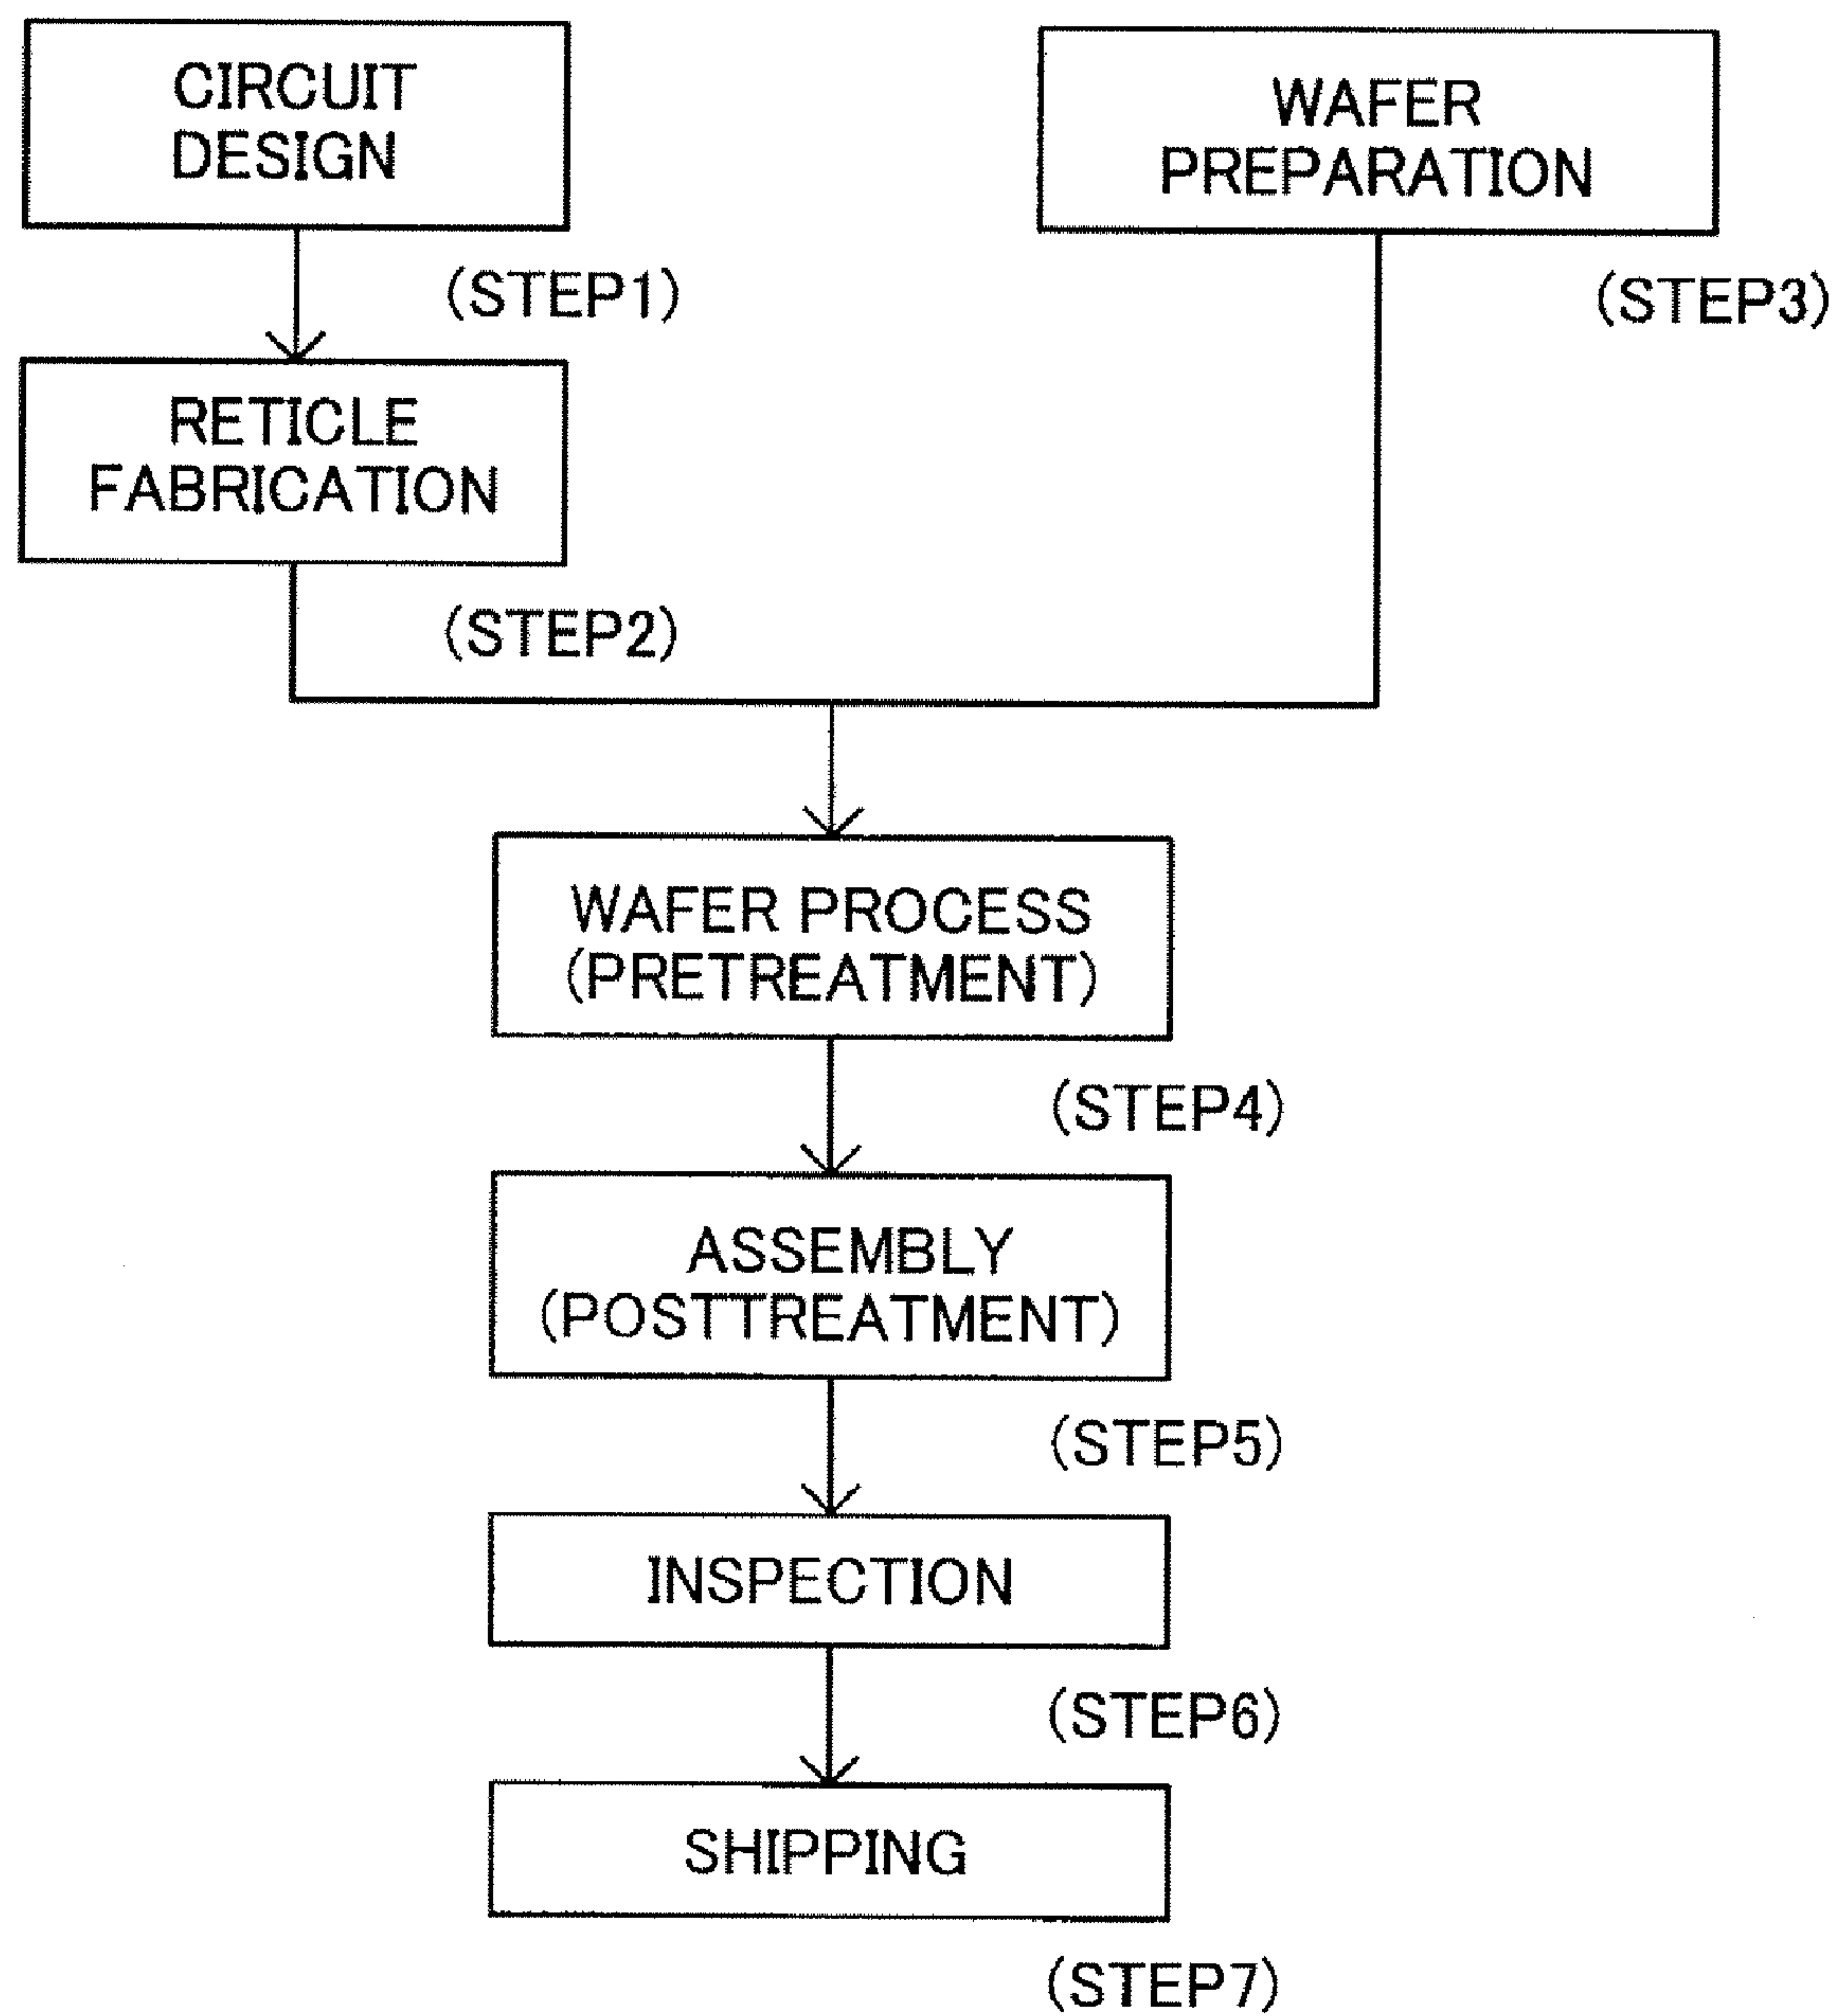 CIRCUIT
DESIGN
(STEP1)
WAFER
PREPARATION
(STEP3)
RETICLE
FABRICATION
(STEP2)
WAFER PROCESS
(PRETREATMENT)
(STEP4)
ASSEMBLY
(POSTTREATMENT)
(STEP5)
INSPECTION
(STEP6)
SHIPPING
(STEP7)